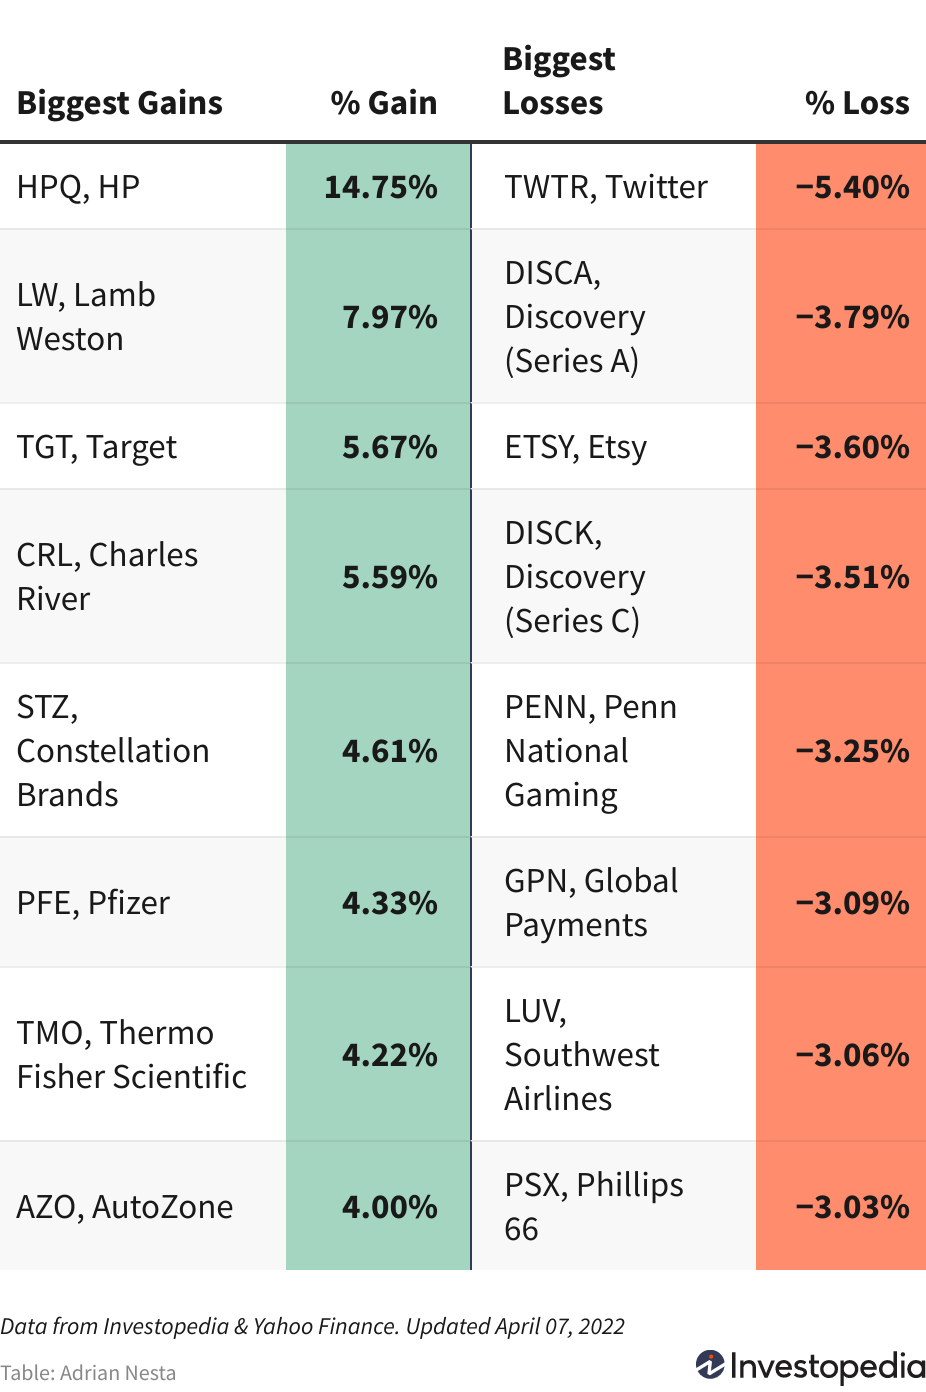 Biggest Gains % Gain Biggest Losses % Loss
HPQ, HP 14.75% TWTR, Twitter −5.40%
LW, Lamb Weston 7.97% DISCA, Discovery (Series A) −3.79%
TGT, Target 5.67% ETSY, Etsy −3.60%
CRL, Charles River 5.59% DISCK, Discovery (Series C) −3.51%
STZ, Constellation Brands 4.61% PENN, Penn National Gaming −3.25%
PFE, Pfizer 4.33% GPN, Global Payments −3.09%
TMO, Thermo Fisher Scientific 4.22% LUV, Southwest Airlines −3.06%
AZO, AutoZone 4.00% PSX, Phillips 66 −3.03%
Data from Investopedia & Yahoo Finance. Updated April 07, 2022
Table: Adrian Nesta
Investopedia